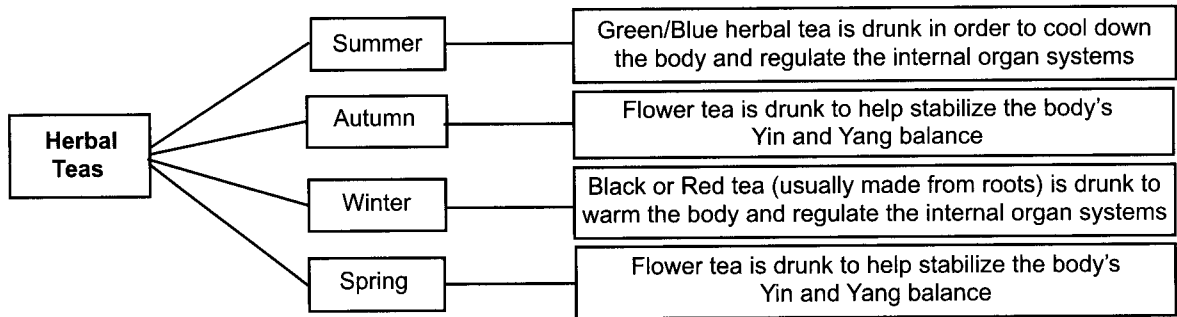 Herbal
Teas
Summer
Green/Blue herbal tea is drunk in order to cool down
the body and regulate the internal organ systems
Autumn
Flower tea is drunk to help stabilize the body's
Yin and Yang balance
Winter
Black or Red tea (usually made from roots) is drunk to
warm the body and regulate the internal organ systems
Spring
Flower tea is drunk to help stabilize the body's
Yin and Yang balance